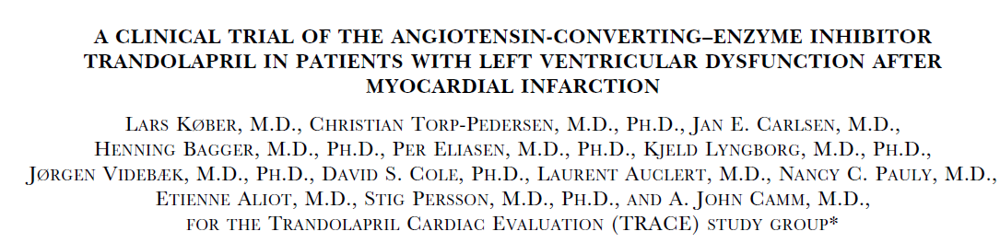 A CLINICAL TRIAL OF THE ANGIOTENSIN-CONVERTING–ENZYME INHIBITOR
TRANDOLAPRIL IN PATIENTS WITH LEFT VENTRICULAR DYSFUNCTION AFTER
MYOCARDIAL INFARCTION
LARS KØBER, M.D., CHRISTIAN TORP-PEDERSEN, M.D., PH.D., JAN E. CARLSEN, M.D.,
HENNING BAGGER, M.D., PH.D., PER ELIASEN, M.D., PH.D., KJELD LYNGBORG, M.D., PH.D.,
JØRGEN VIDEBÆK, M.D., PH.D., DAVID S. COLE, PH.D., LAURENT AUCLERT, M.D., NANCY C. PAULY, M.D.,
ETIENNE ALIOT, M.D., STIG PERSSON, M.D., PH.D., AND A. JOHN CAMM, M.D.,
FOR THE TRANDOLAPRIL CARDIAC EVALUATION (TRACE) STUDY GROUP*